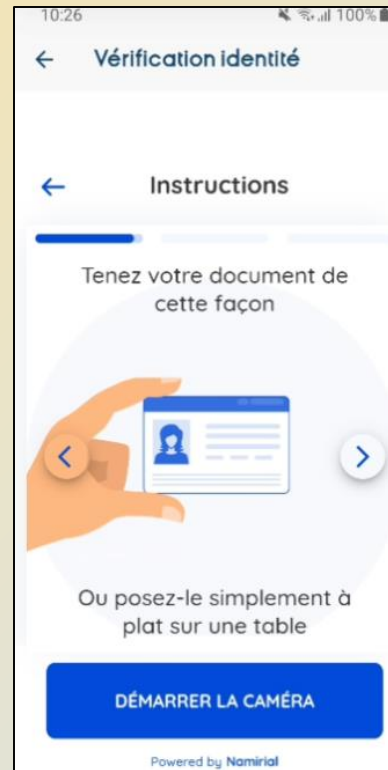 10:26 100%
Vérification identité
Instructions
Tenez votre document de
cette façon
Ou posez-le simplement à
plat sur une table
DÉMARRER LA CAMÉRA
Powered by Namirial